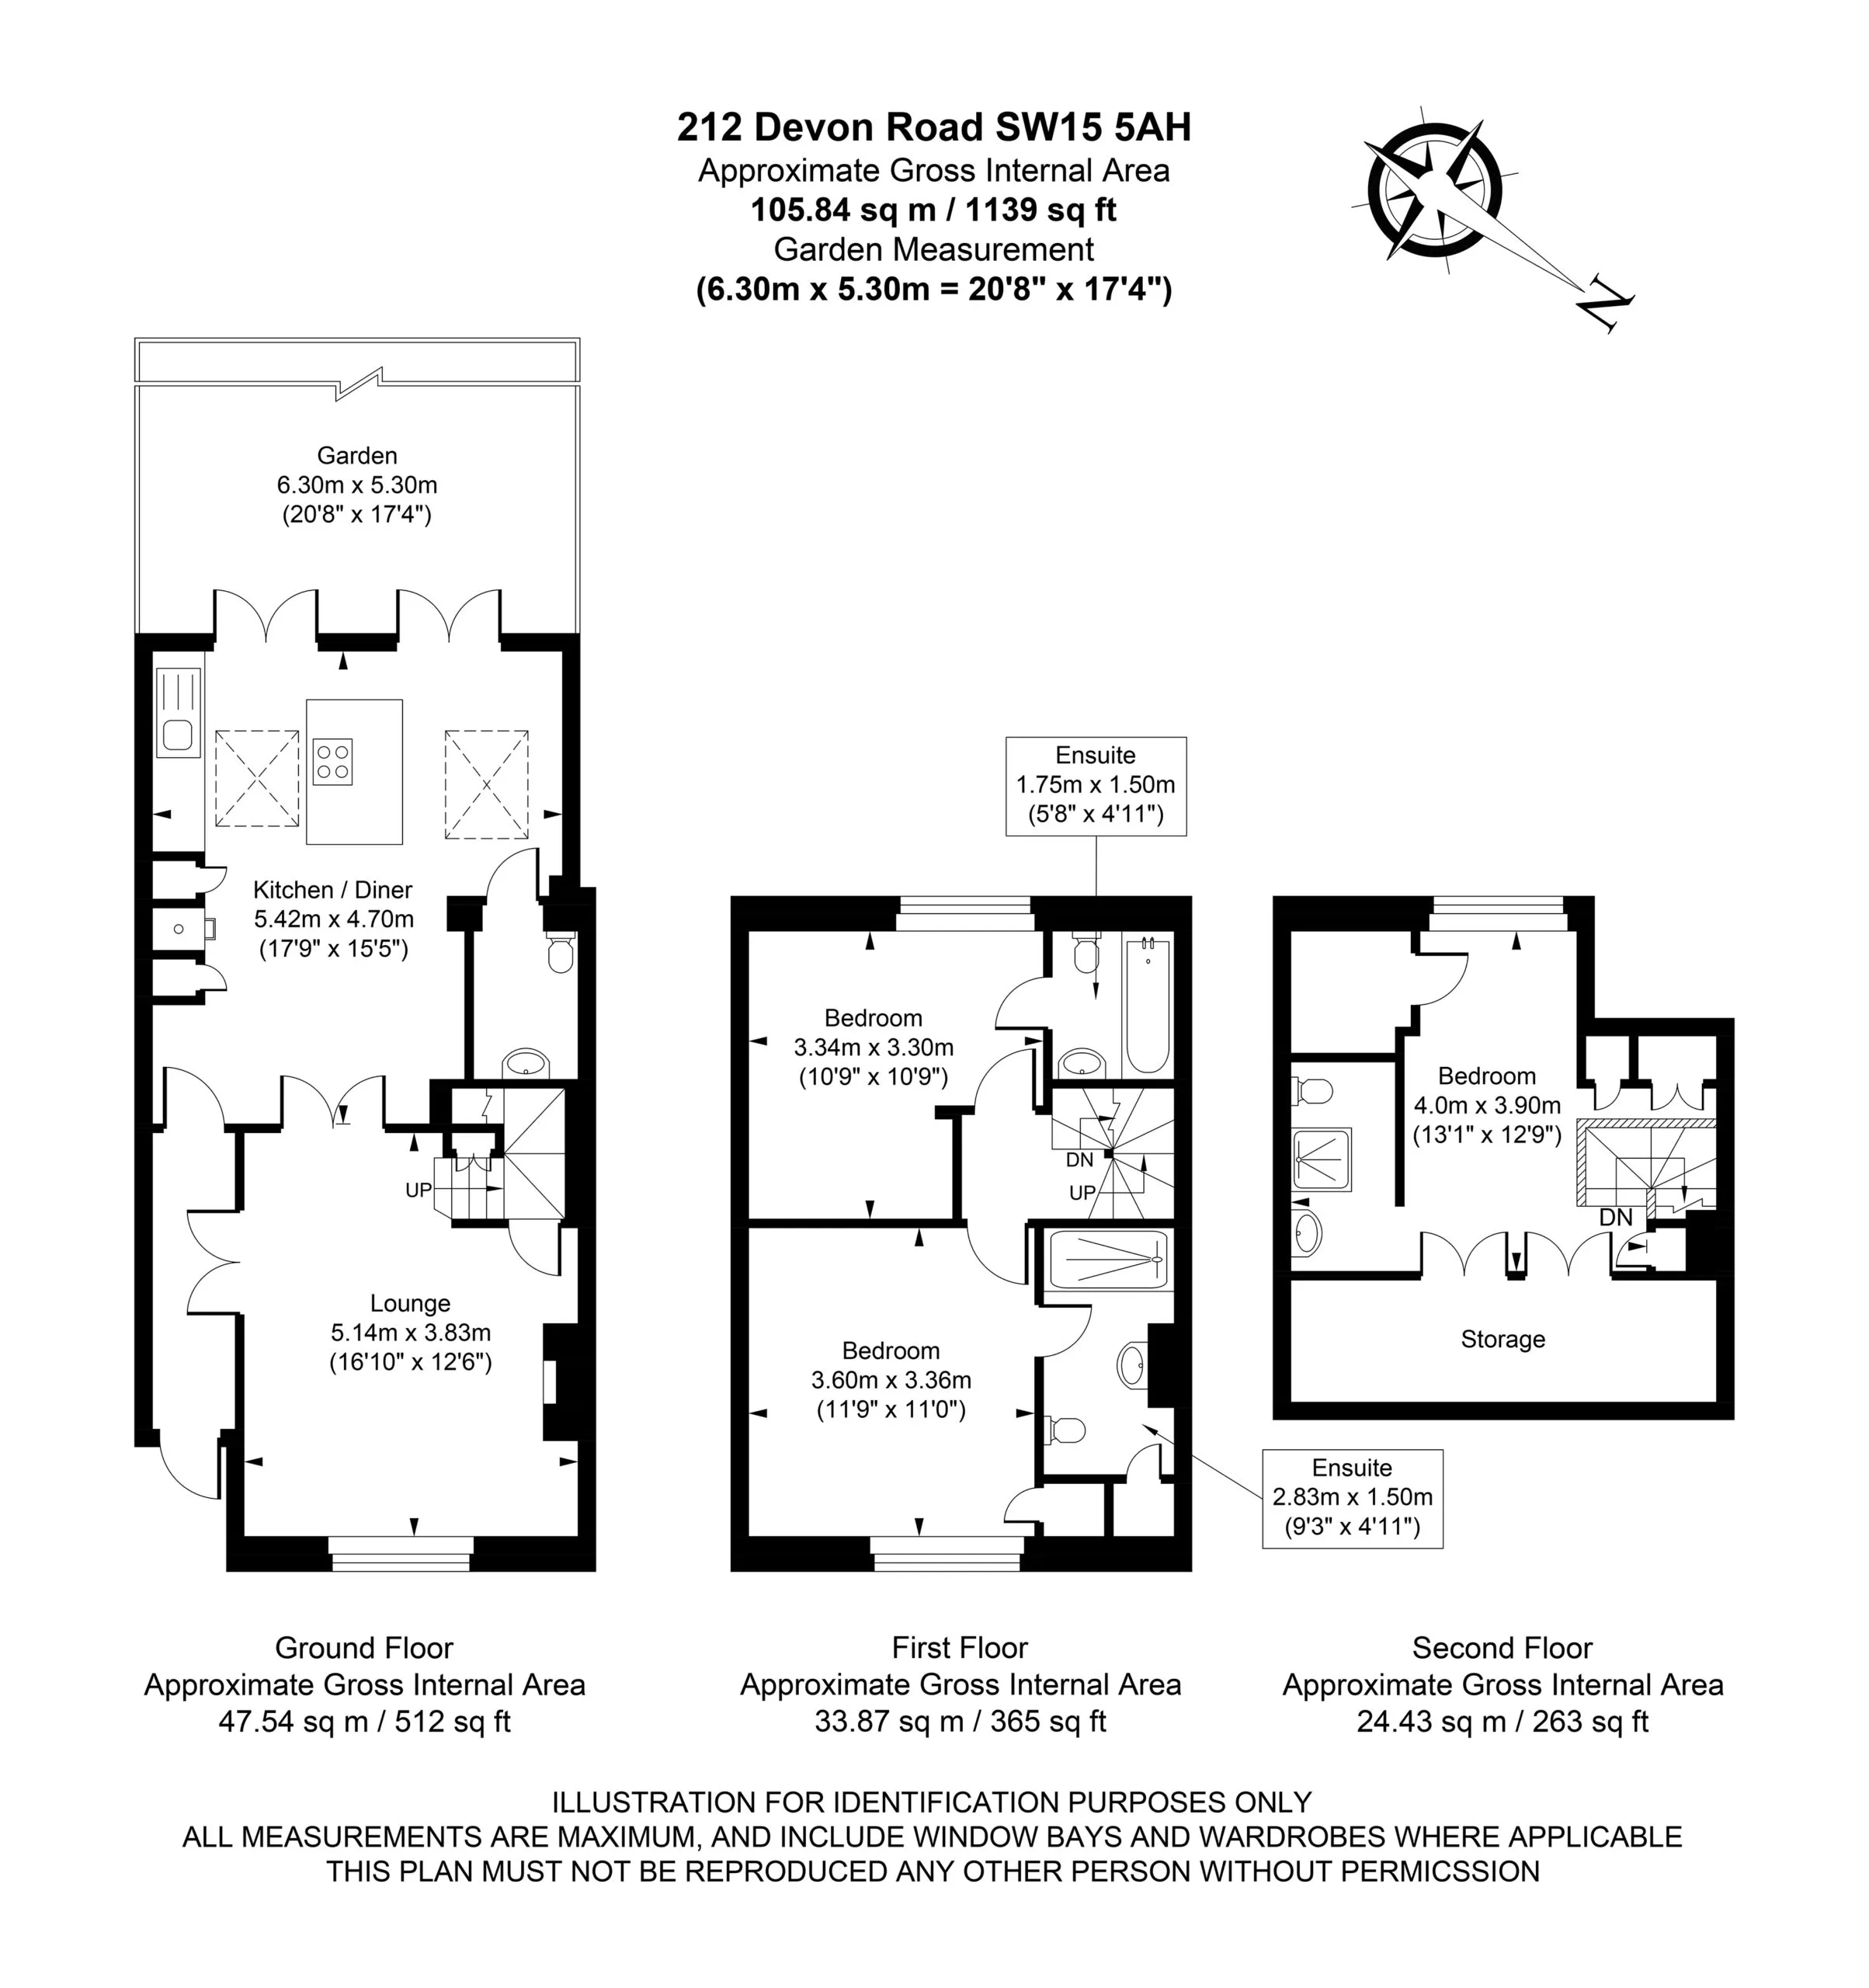 212 Devon Road SW15 5AH
Approximate Gross Internal Area
105.84 sq m / 1139 sq ft
Garden Measurement
(6.30m x 5.30m = 20'8" x 17'4")
N
Garden
6.30m x 5.30m
(20'8" x 17'4")
Kitchen / Diner
5.42m x 4.70m
(17'9" x 15'5")
UP
Lounge
5.14m x 3.83m
(16'10" x 12'6")
Ground Floor
Approximate Gross Internal Area
47.54 sq m / 512 sq ft
Ensuite
1.75m x 1.50m
(5'8" x 4'11")
Bedroom
3.34m x 3.30m
(10'9" x 10'9")
DN
UP
Bedroom
3.60m x 3.36m
(11'9" x 11'0")
Ensuite
2.83m x 1.50m
(9'3" x 4'11")
First Floor
Approximate Gross Internal Area
33.87 sq m / 365 sq ft
Bedroom
4.0m x 3.90m
(13'1" x 12'9")
DN
Storage
Second Floor
Approximate Gross Internal Area
24.43 sq m / 263 sq ft
ILLUSTRATION FOR IDENTIFICATION PURPOSES ONLY
ALL MEASUREMENTS ARE MAXIMUM, AND INCLUDE WINDOW BAYS AND WARDROBES WHERE APPLICABLE
THIS PLAN MUST NOT BE REPRODUCED ANY OTHER PERSON WITHOUT PERMICSSION